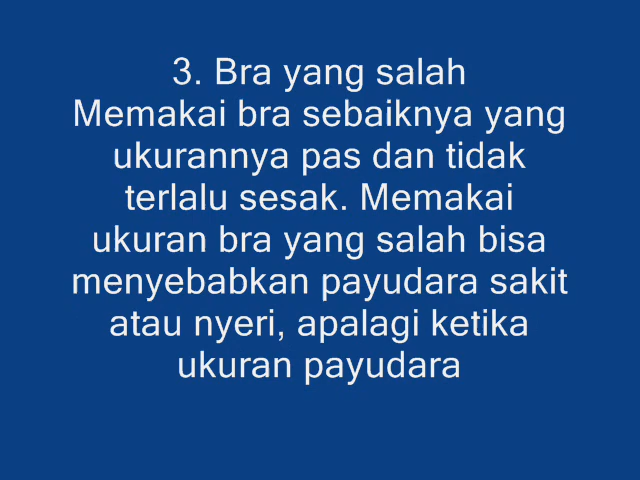 3. Bra yang salah
Memakai bra sebaiknya yang
ukurannya pas dan tidak
terlalu sesak. Memakai
ukuran bra yang salah bisa
menyebabkan payudara sakit
atau nyeri, apalagi ketika
ukuran payudara